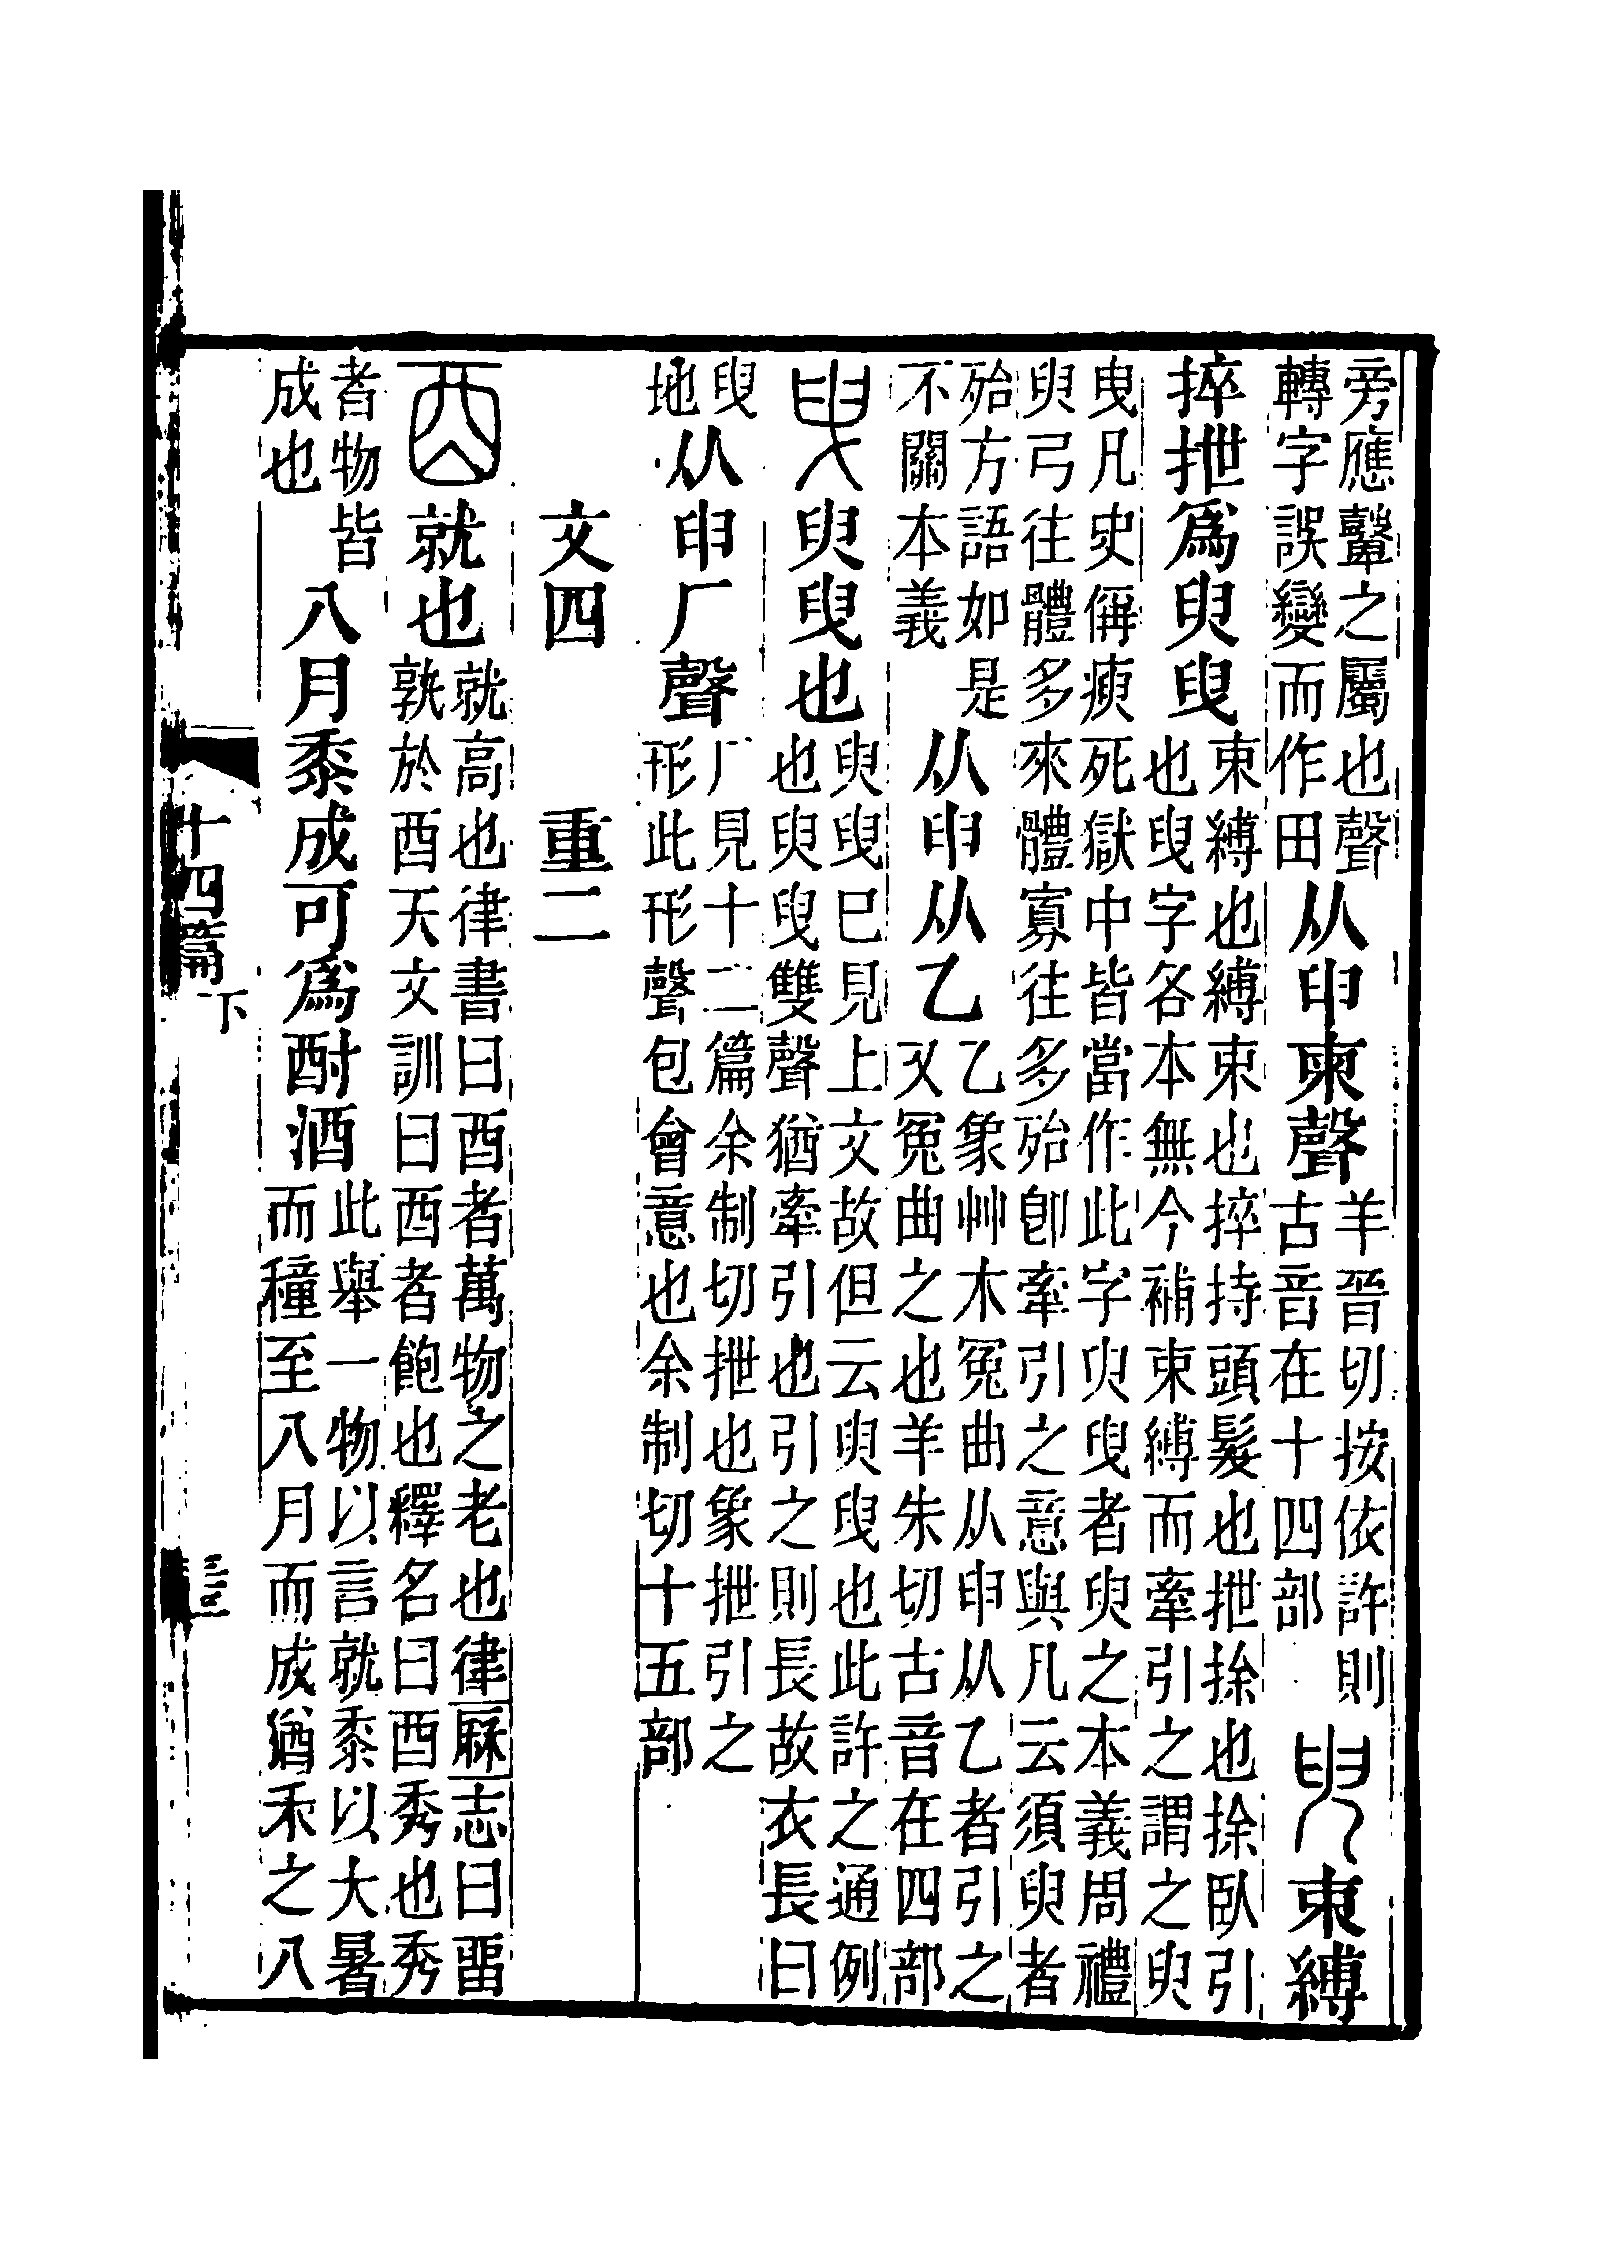 旁應鼙之屬也聲轉字誤變而作田从申柬聲羊晉切按依許則古音在十四部臾束縛
捽抴爲臾曳束縛也縛束也捽持頭髮也抴捈也捈臥引也曳字各本無今補束縛而牽引之謂之臾
曳凡史偁瘐死獄中皆當作此字臾曳者臾之本義周禮臾弓往體多來體寡往多殆卽牽引之意與凡云須臾者
殆方語如是不關本義从申从乙乙象艸木冤曲从申从乙者引之又冤曲之也羊朱切古音在四部
曳臾曳也臾曳巳見上文故但云臾曳也此許之通例也臾曳雙聲猶牽引也引之則長故衣長曰
曳地从申厂聲厂見十二篇余制切抴也象抴引之形此形聲包會意也余制切十五部
文四　重二
酉就也就高也律書曰酉者萬物之老也律厤志曰畱孰於酉天文訓曰酉者飽也釋名曰酉秀也秀
者物皆成也八月黍成可爲酎酒此舉一物以言就黍以大暑而種至八月而成猶禾之八
十四篇下　三三